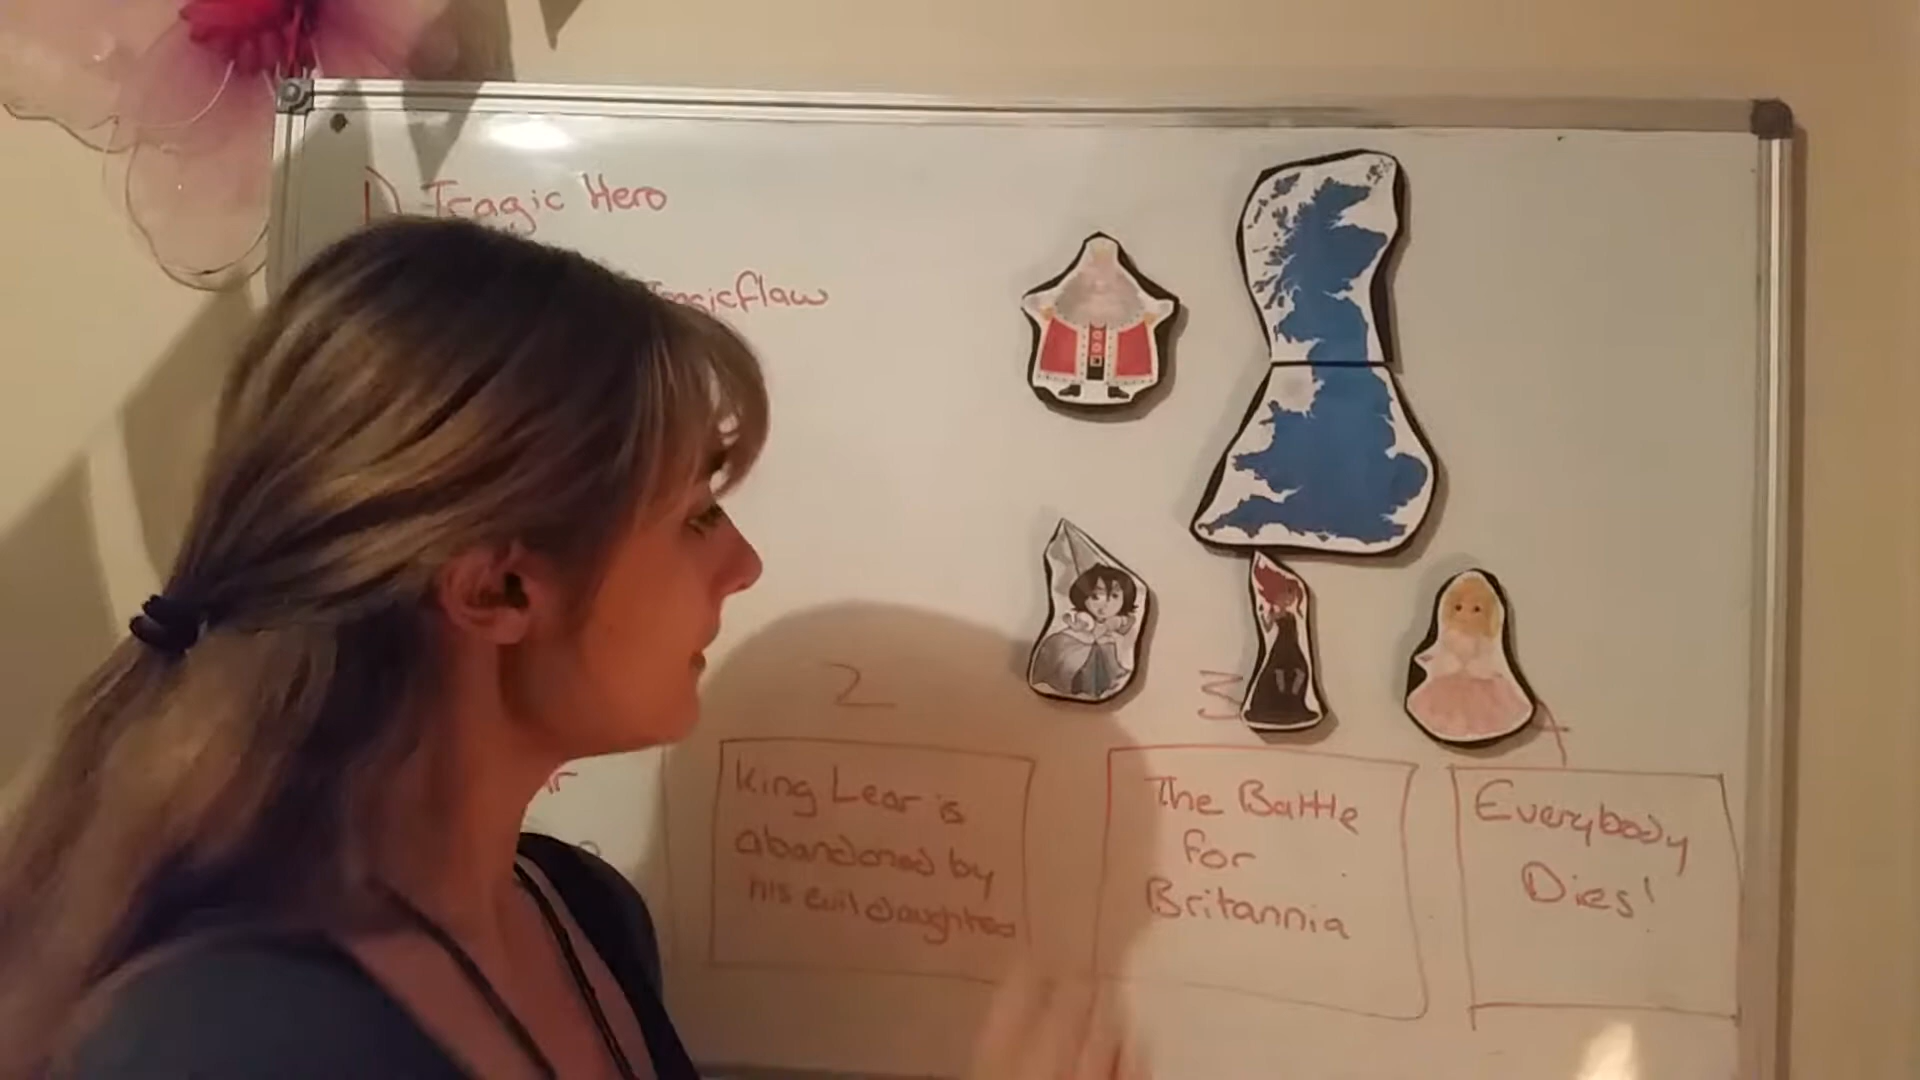 1) Tragic Hero
Tragic flaw
2
3
King Lear is
abandoned by
his evil daughters
The Battle
for
Britannia
Everybody
Dies!